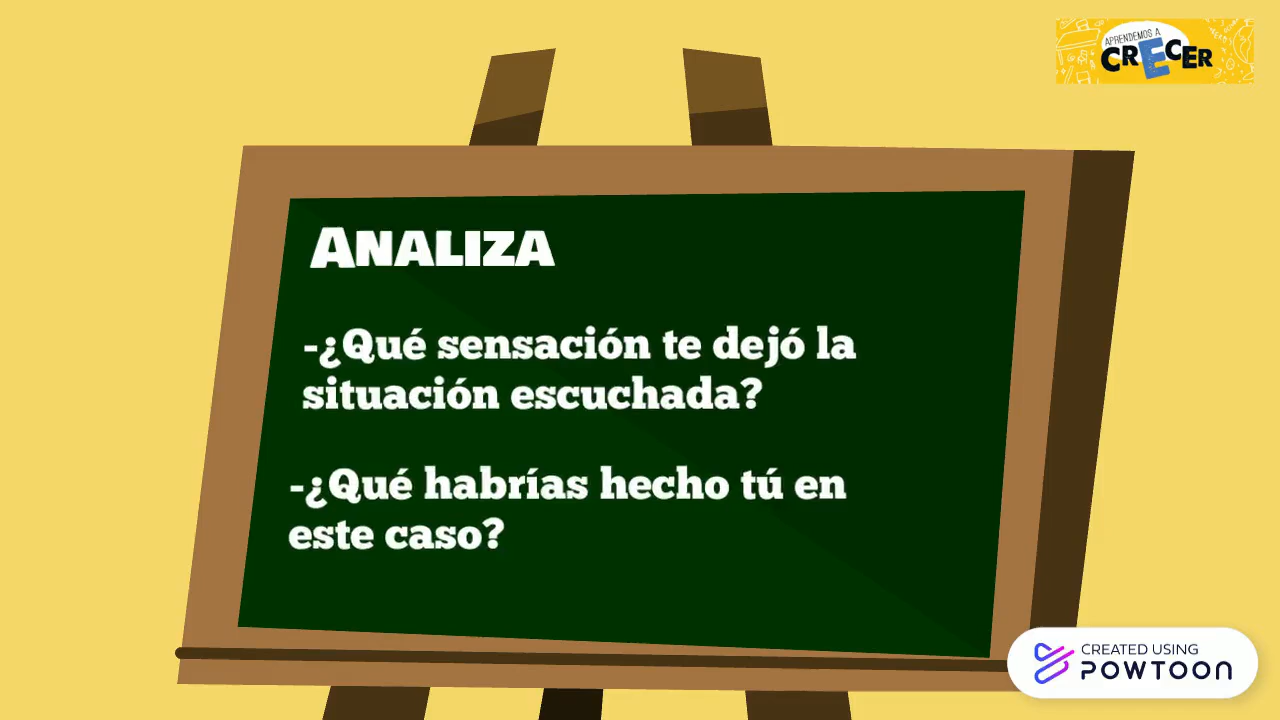 APRENDEMOS A
CRECER
ANALIZA
-¿Qué sensación te dejó la
situación escuchada?
-¿Qué habrías hecho tú en
este caso?
CREATED USING
POWTOON